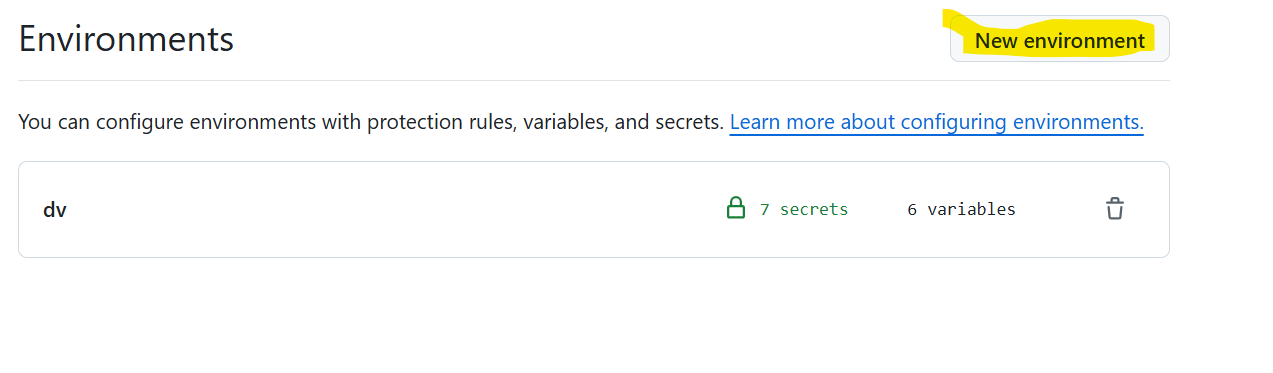 Environments
New environment
You can configure environments with protection rules, variables, and secrets. Learn more about configuring environments.
dv 7 secrets 6 variables